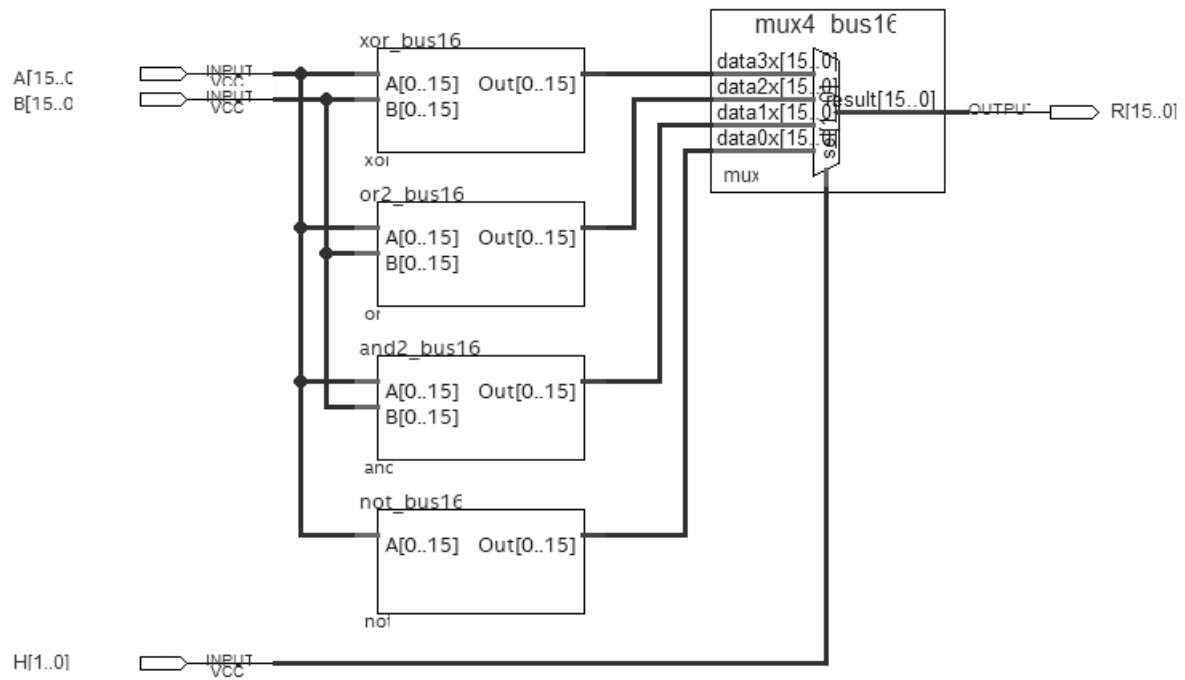 xor_bus16
mux4_bus16
A[15..0
INPUT
VCC
B[15..0
INPUT
VCC
A[0..15] Out[0..15]
B[0..15]
xor
data3x[15..0]
data2x[15..0]
data1x[15..0]
data0x[15..0]
result[15..0]
mux
OUTPUT
R[15..0]
or2_bus16
A[0..15] Out[0..15]
B[0..15]
or
and2_bus16
A[0..15] Out[0..15]
B[0..15]
and
not_bus16
A[0..15] Out[0..15]
not
H[1..0]
INPUT
VCC